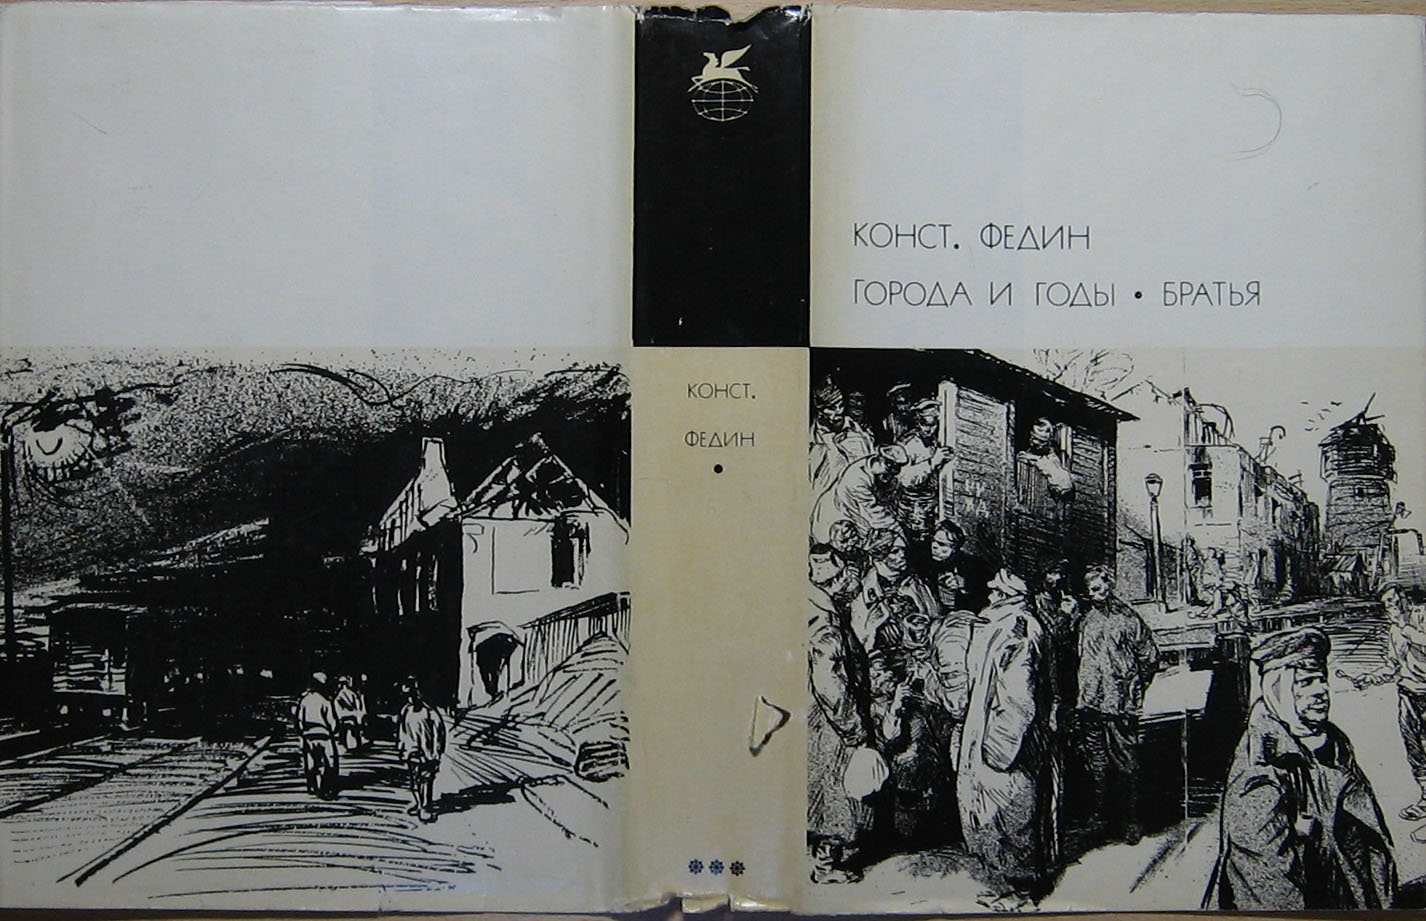 КОНСТ.
ФЕДИН
КОНСТ. ФЕДИН
ГОРОДА И ГОДЫ • БРАТЬЯ